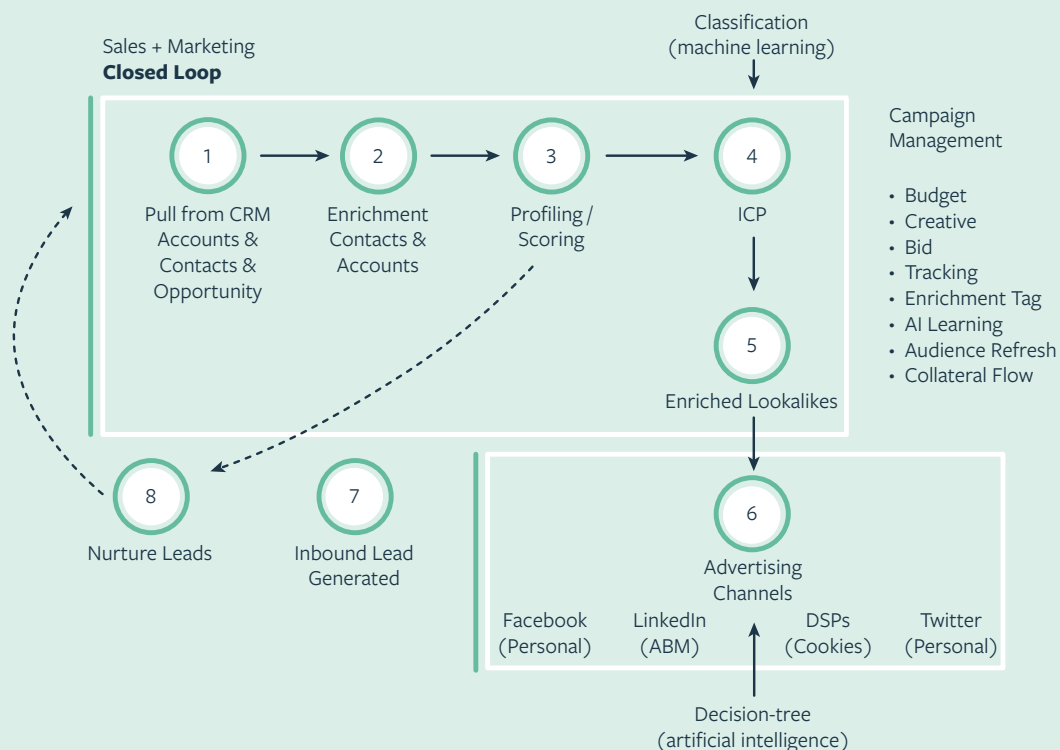 Classification
(machine learning)
Sales + Marketing
Closed Loop
1
Pull from CRM
Accounts &
Contacts &
Opportunity
2
Enrichment
Contacts &
Accounts
3
Profiling /
Scoring
4
ICP
5
Enriched Lookalikes
Campaign
Management
• Budget
• Creative
• Bid
• Tracking
• Enrichment Tag
• AI Learning
• Audience Refresh
• Collateral Flow
8
Nurture Leads
7
Inbound Lead
Generated
6
Advertising
Channels
Facebook
(Personal)
LinkedIn
(ABM)
DSPs
(Cookies)
Twitter
(Personal)
Decision-tree
(artificial intelligence)